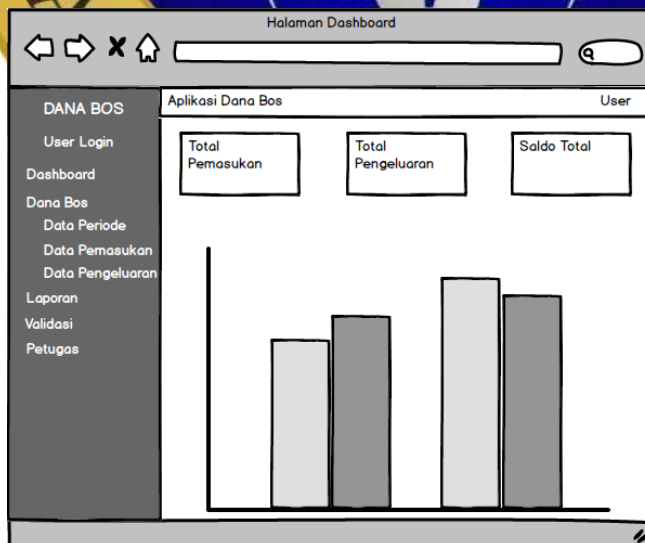 Halaman Dashboard
DANA BOS
User Login
Dashboard
Dana Bos
Data Periode
Data Pemasukan
Data Pengeluaran
Laporan
Validasi
Petugas
Aplikasi Dana Bos
User
Total
Pemasukan
Total
Pengeluaran
Saldo Total